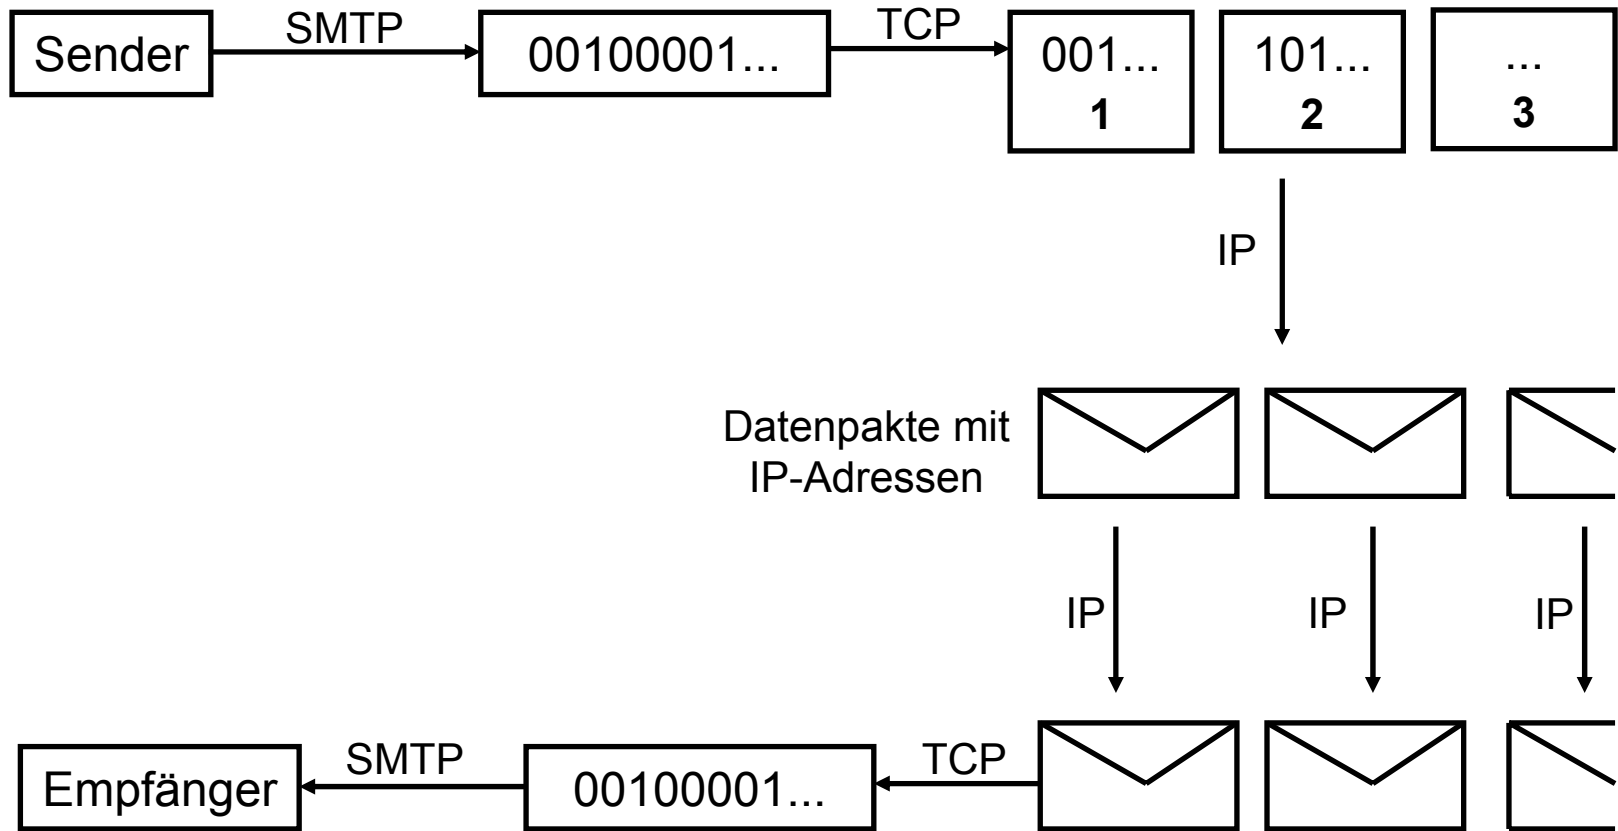 Sender
SMTP
00100001...
TCP
001...
1
101...
2
...
3
IP
Datenpakte mit
IP-Adressen
IP
IP
IP
Empfänger
SMTP
00100001...
TCP